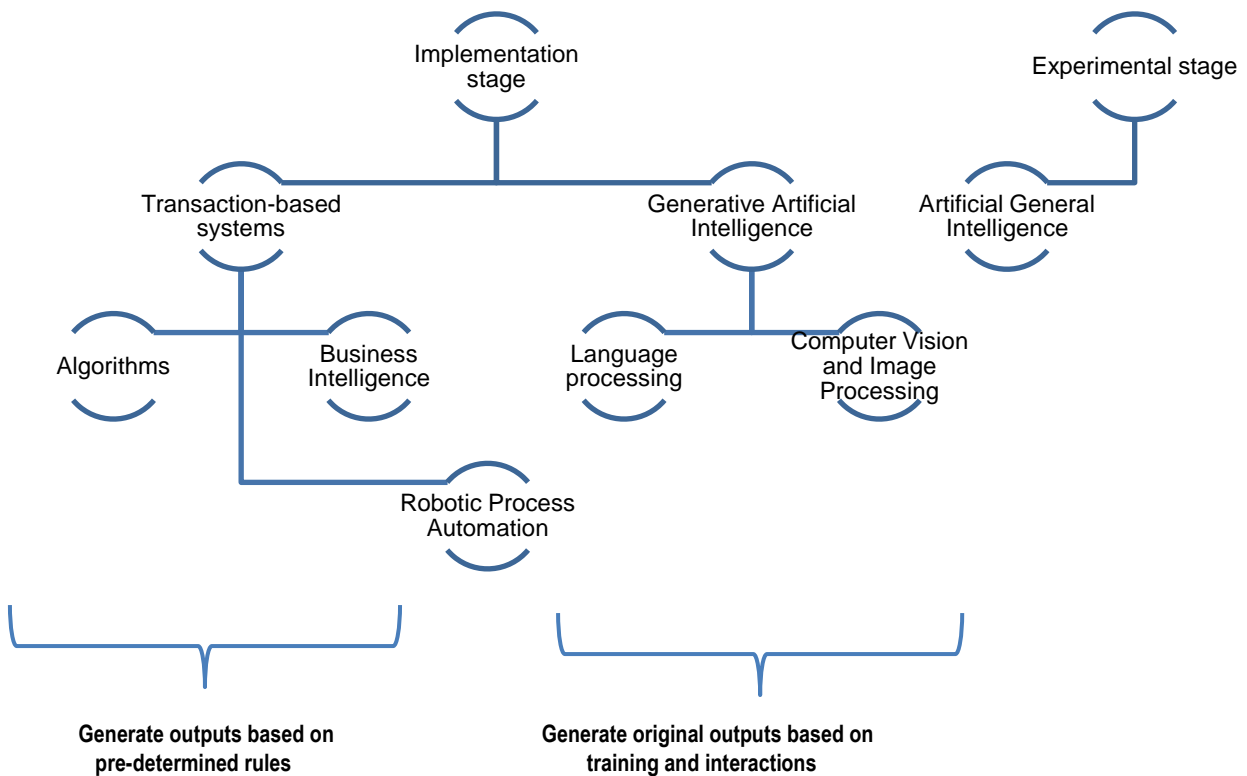 Implementation
stage
Experimental stage
Transaction-based
systems
Generative Artificial
Intelligence
Artificial General
Intelligence
Algorithms
Business
Intelligence
Language
processing
Computer Vision
and Image
Processing
Robotic Process
Automation
Generate outputs based on
pre-determined rules
Generate original outputs based on
training and interactions